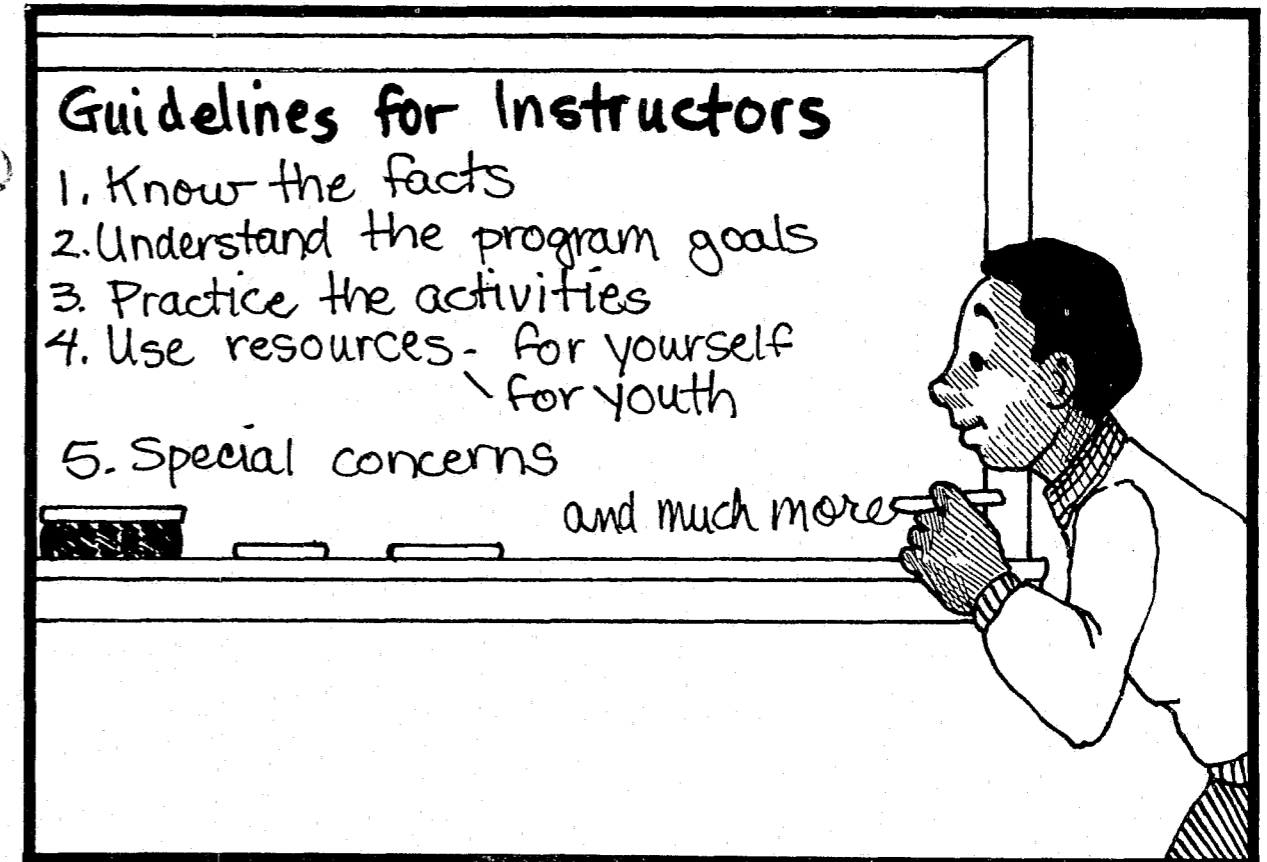 Guidelines for Instructors
1. Know the facts
2. Understand the program goals
3. Practice the activities
4. Use resources - for yourself
\ for youth
5. Special concerns
and much more